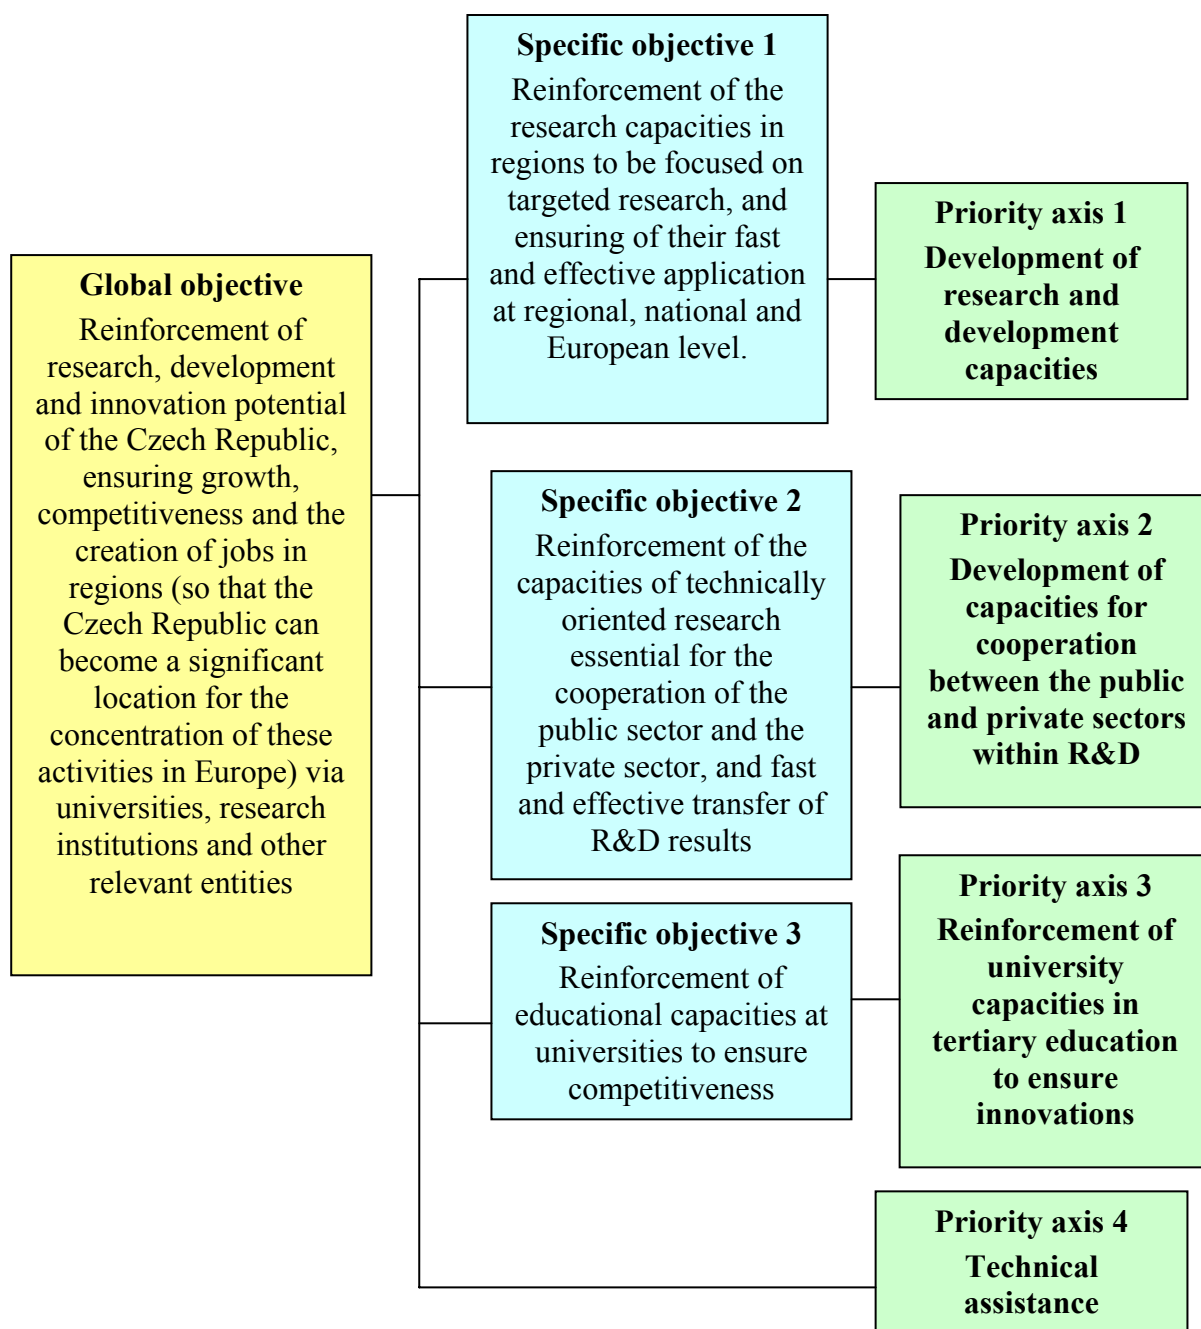 Global objective
Reinforcement of
research, development
and innovation potential
of the Czech Republic,
ensuring growth,
competitiveness and the
creation of jobs in
regions (so that the
Czech Republic can
become a significant
location for the
concentration of these
activities in Europe) via
universities, research
institutions and other
relevant entities
Specific objective 1
Reinforcement of the
research capacities in
regions to be focused on
targeted research, and
ensuring of their fast
and effective application
at regional, national and
European level.
Priority axis 1
Development of
research and
development
capacities
Specific objective 2
Reinforcement of the
capacities of technically
oriented research
essential for the
cooperation of the
public sector and the
private sector, and fast
and effective transfer of
R&D results
Priority axis 2
Development of
capacities for
cooperation
between the public
and private sectors
within R&D
Specific objective 3
Reinforcement of
educational capacities at
universities to ensure
competitiveness
Priority axis 3
Reinforcement of
university
capacities in
tertiary education
to ensure
innovations
Priority axis 4
Technical
assistance